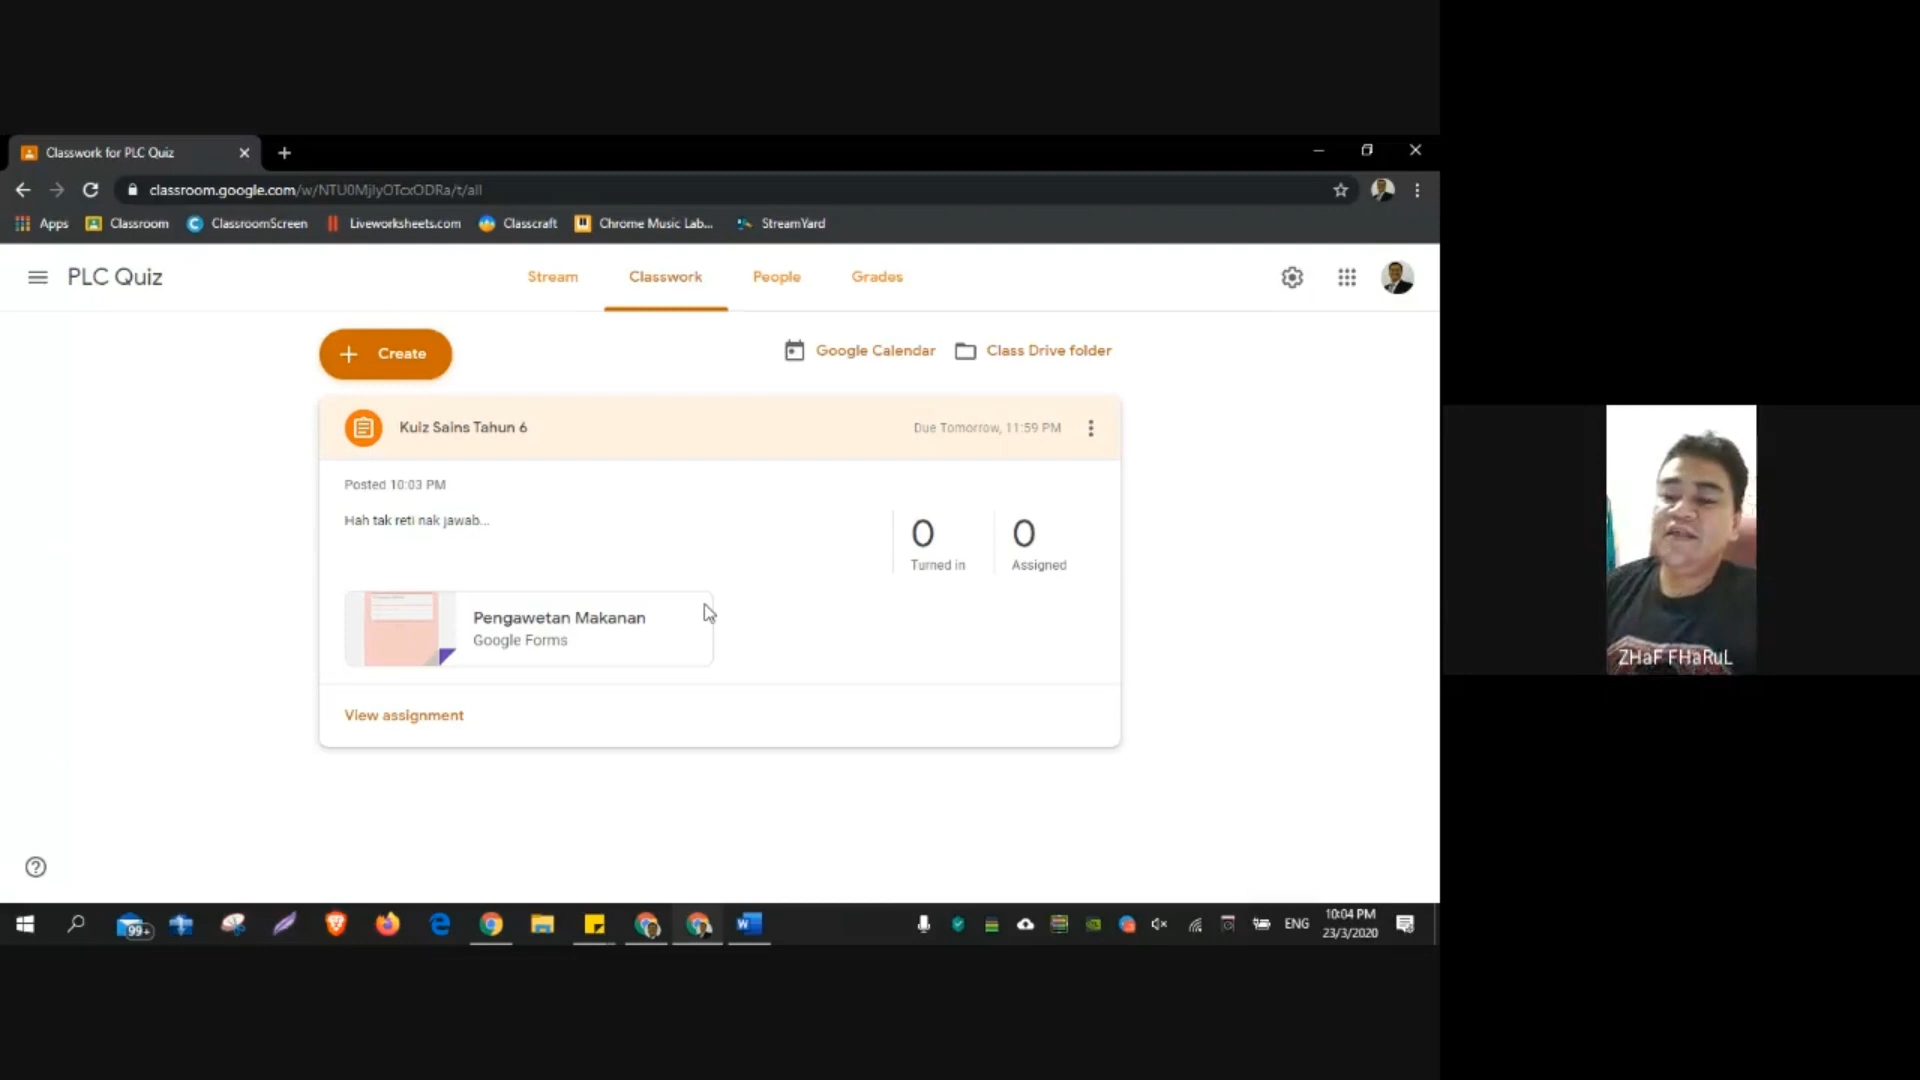 Classwork for PLC Quiz
classroom.google.com/w/NTU0MjIyOTcxODRa/t/all
Apps Classroom ClassroomScreen Liveworksheets.com Classcraft Chrome Music Lab... StreamYard
PLC Quiz Stream Classwork People Grades
Create
Google Calendar Class Drive folder
Kuiz Sains Tahun 6 Due Tomorrow, 11:59 PM
Posted 10:03 PM
Hah tak reti nak jawab...
0 0
Turned in Assigned
Pengawetan Makanan
Google Forms
View assignment
ZHaF FHaRuL
99+
ENG
10:04 PM
23/3/2020